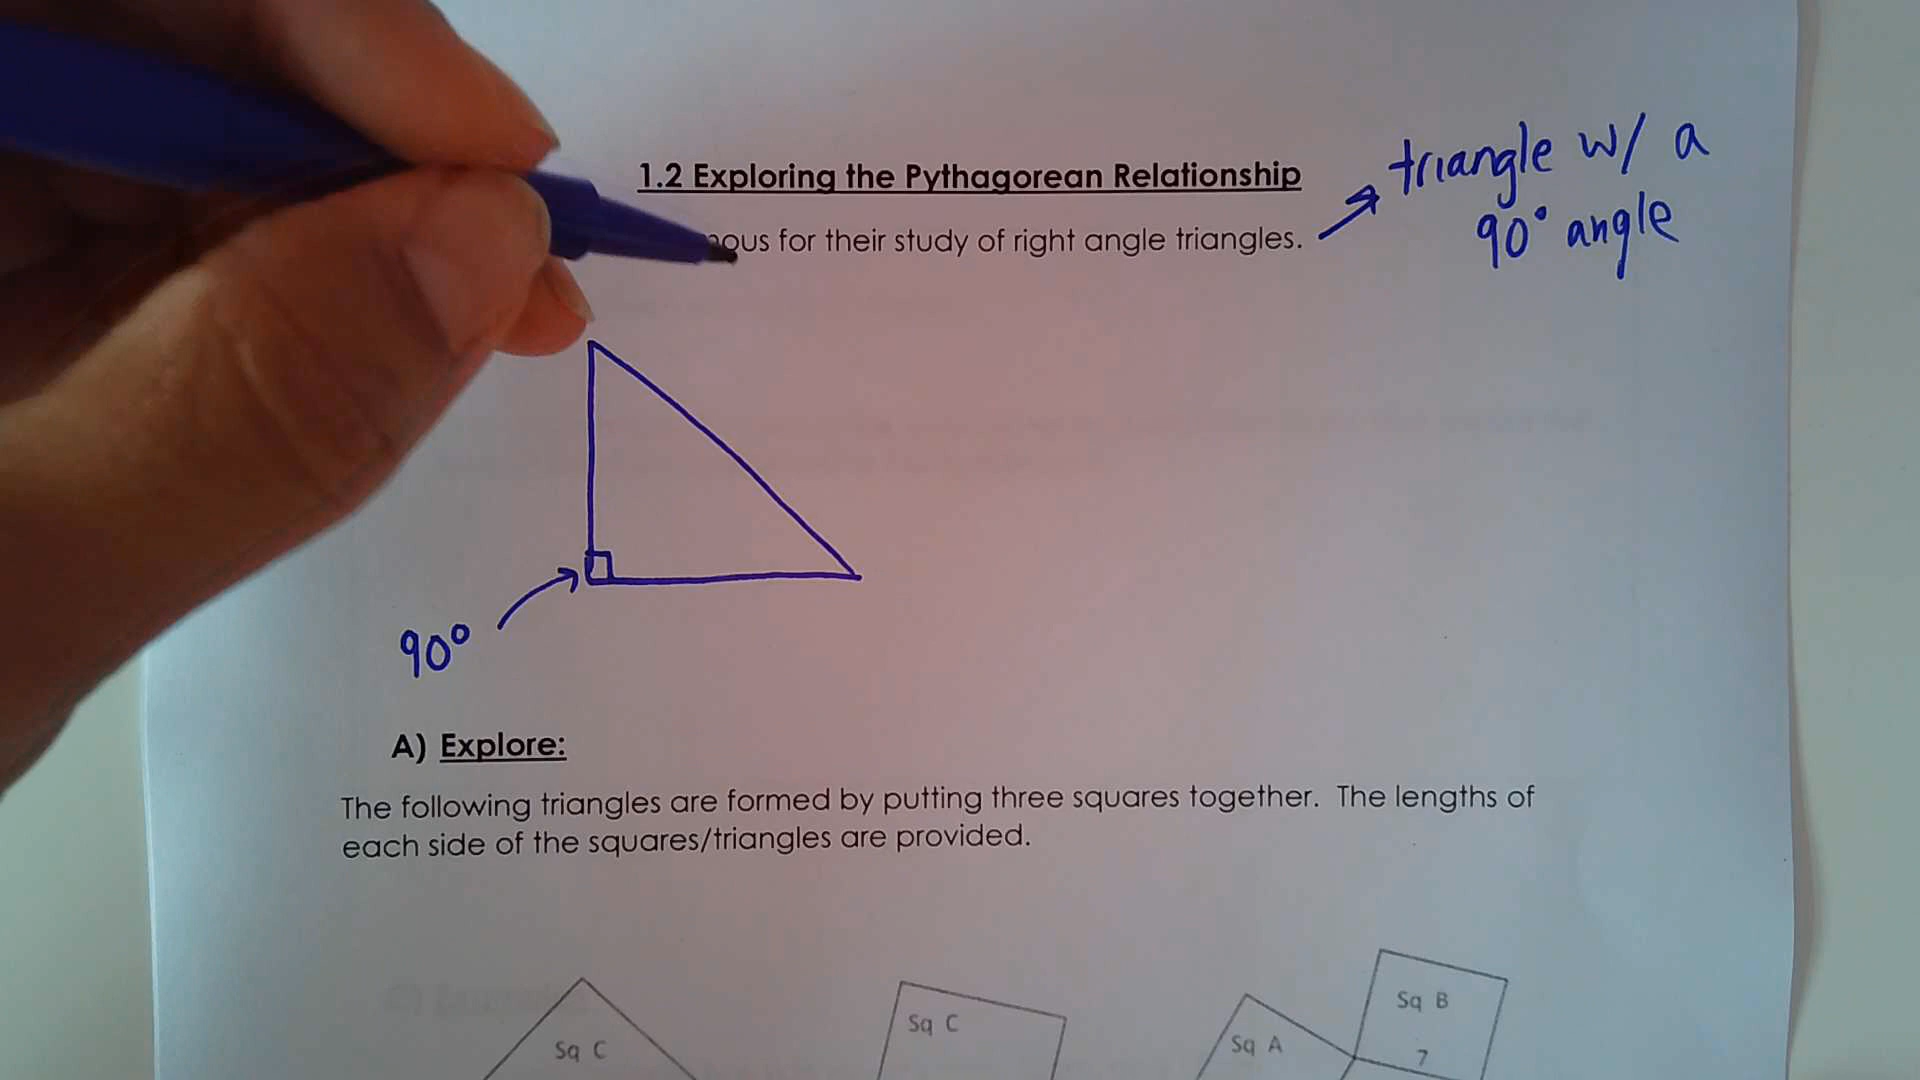 1.2 Exploring the Pythagorean Relationship
for their study of right angle triangles.
triangle w/ a
90° angle
90°
A) Explore:
The following triangles are formed by putting three squares together. The lengths of
each side of the squares/triangles are provided.
Sq C
Sq C
Sq A
Sq B
7